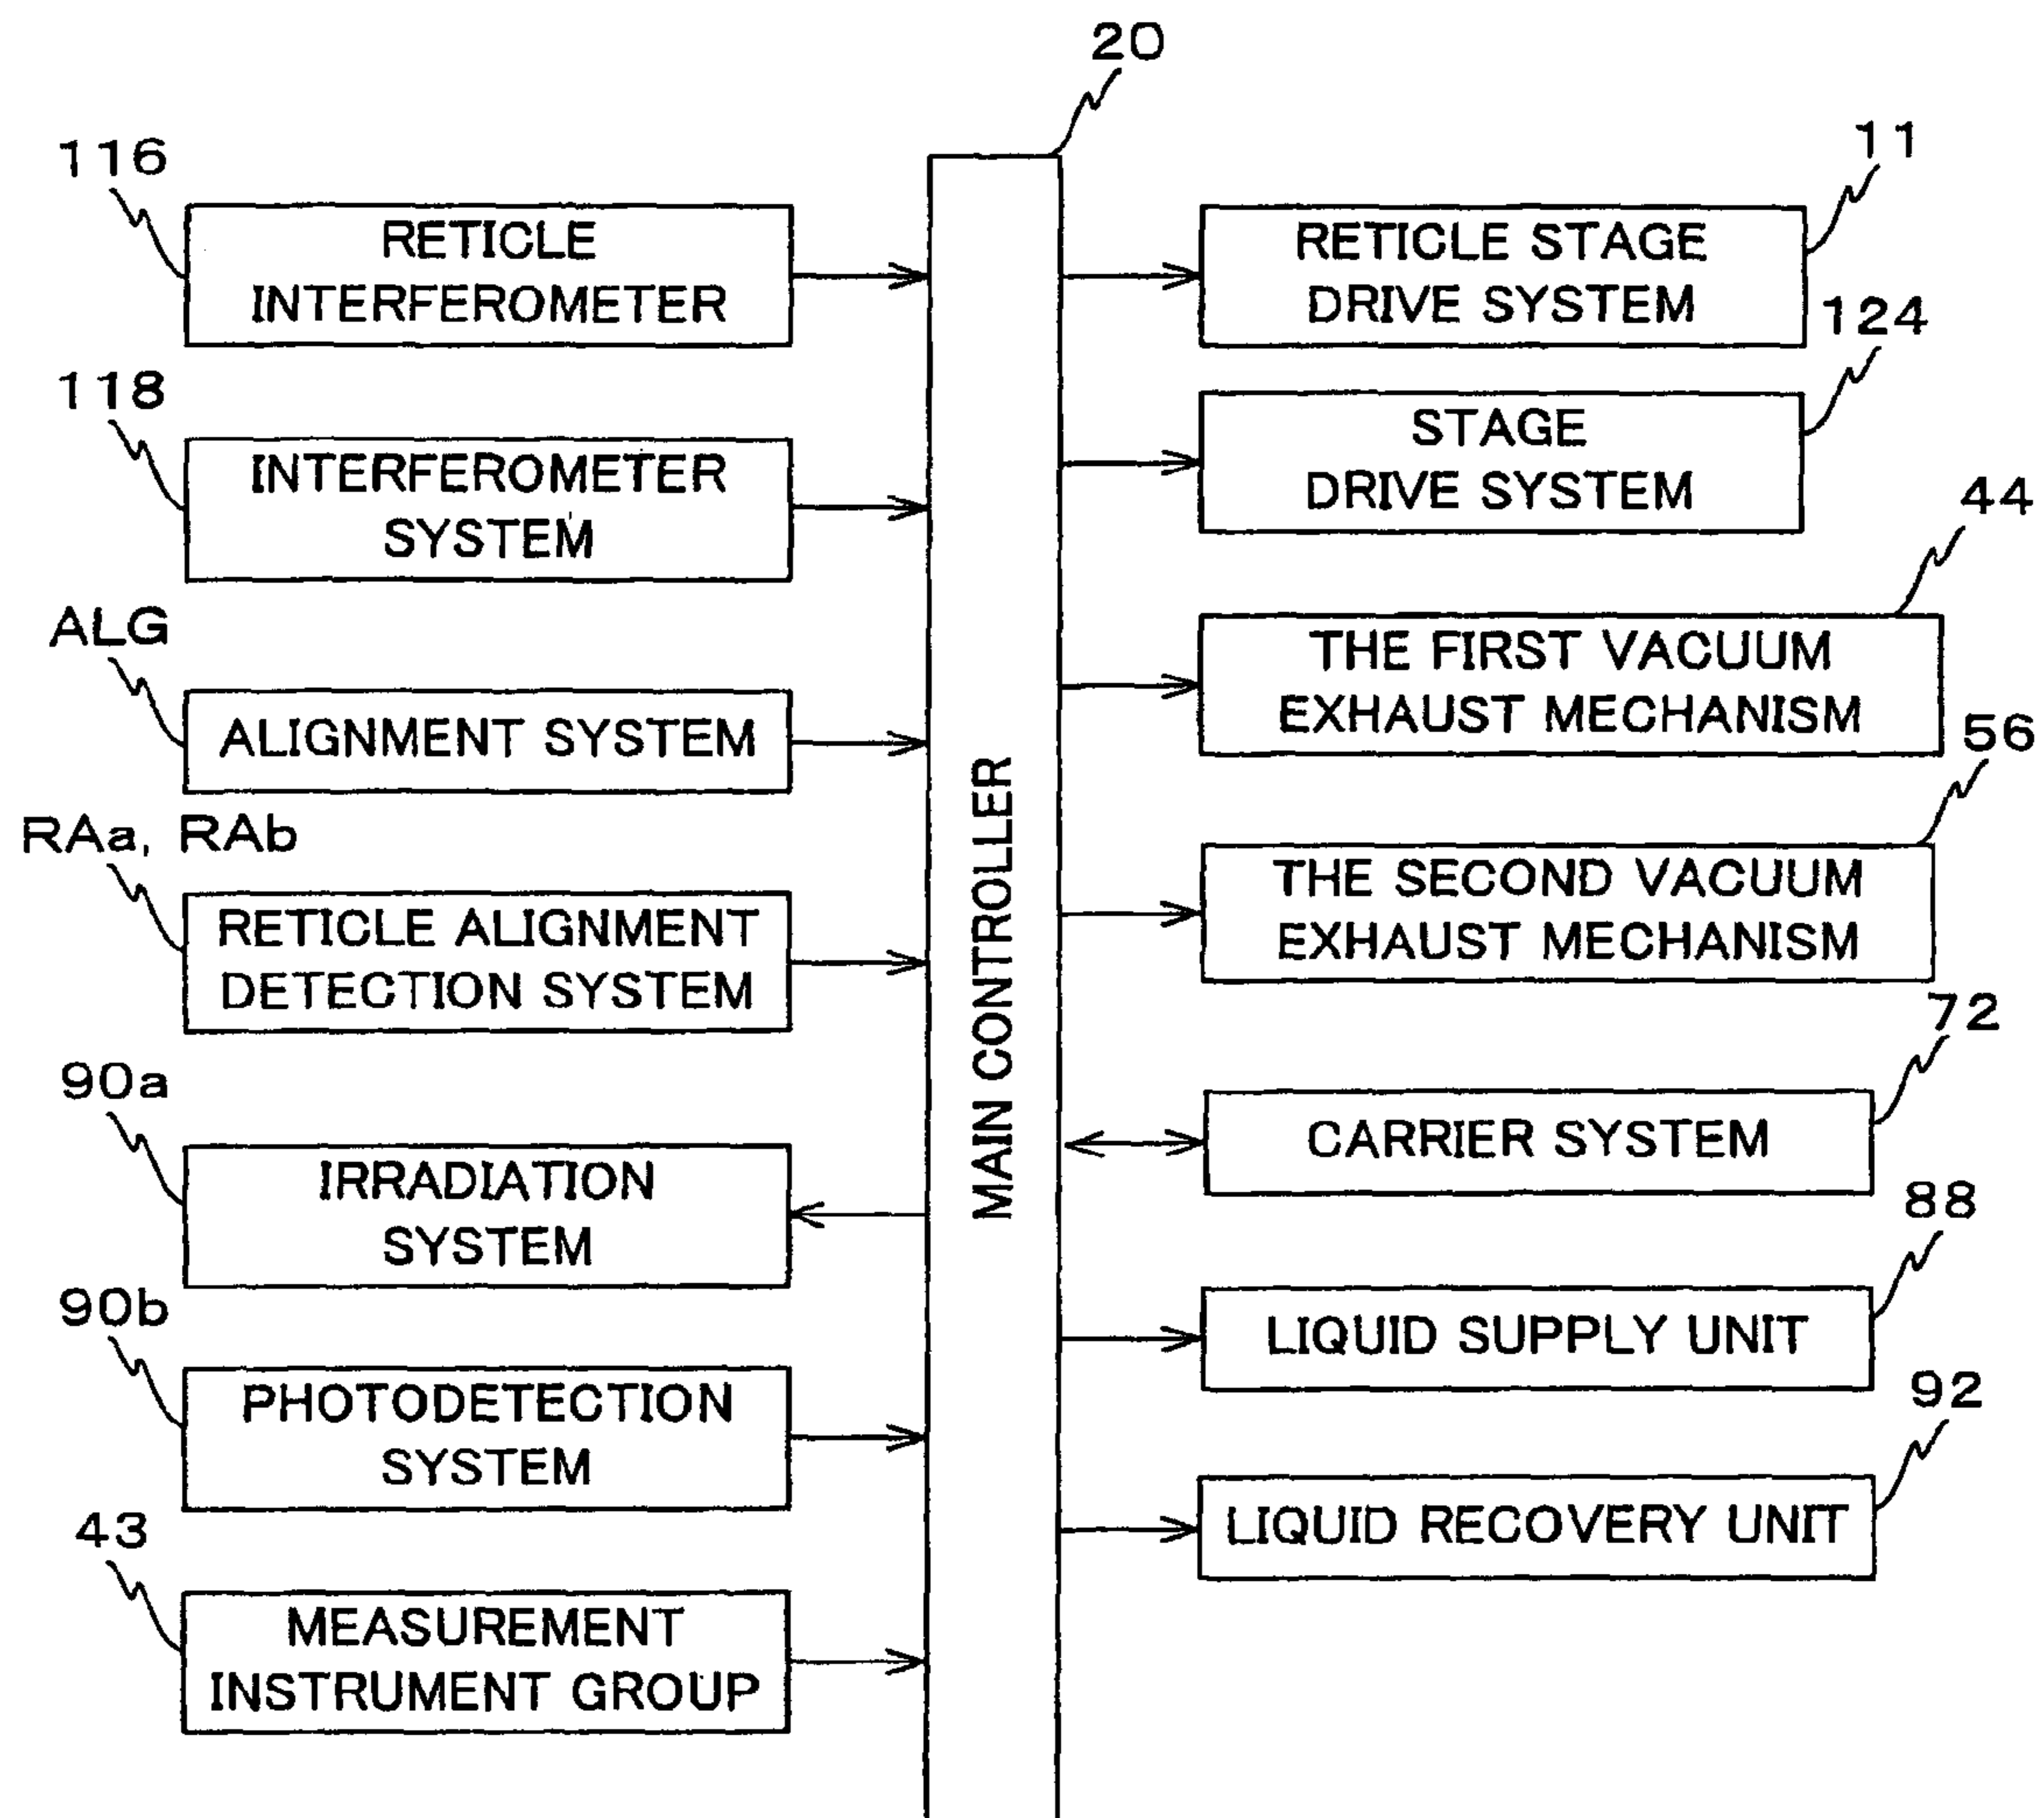 20
116
RETICLE
INTERFEROMETER
118
INTERFEROMETER
SYSTEM
ALG
ALIGNMENT SYSTEM
RAa, RAb
RETICLE ALIGNMENT
DETECTION SYSTEM
90a
IRRADIATION
SYSTEM
90b
PHOTODETECTION
SYSTEM
43
MEASUREMENT
INSTRUMENT GROUP
MAIN CONTROLLER
11
RETICLE STAGE
DRIVE SYSTEM
124
STAGE
DRIVE SYSTEM
44
THE FIRST VACUUM
EXHAUST MECHANISM
56
THE SECOND VACUUM
EXHAUST MECHANISM
72
CARRIER SYSTEM
88
LIQUID SUPPLY UNIT
92
LIQUID RECOVERY UNIT